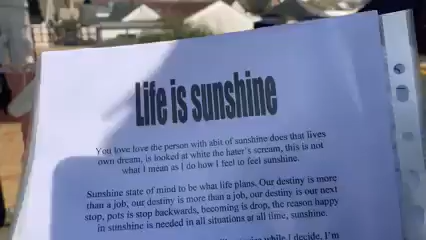 Life is sunshine
You love love the person with abit of sunshine does that lives
own dream, is looked at white the hater's scream, this is not
what I mean as I do how I feel to feel sunshine.
Sunshine state of mind to be what life plans. Our destiny is more
than a job, our destiny is more than a job, our destiny is our next
stop, pots is stop backwards, becoming is drop, the reason happy
in sunshine is needed in all situations at all time, sunshine.
while I decide, I'm